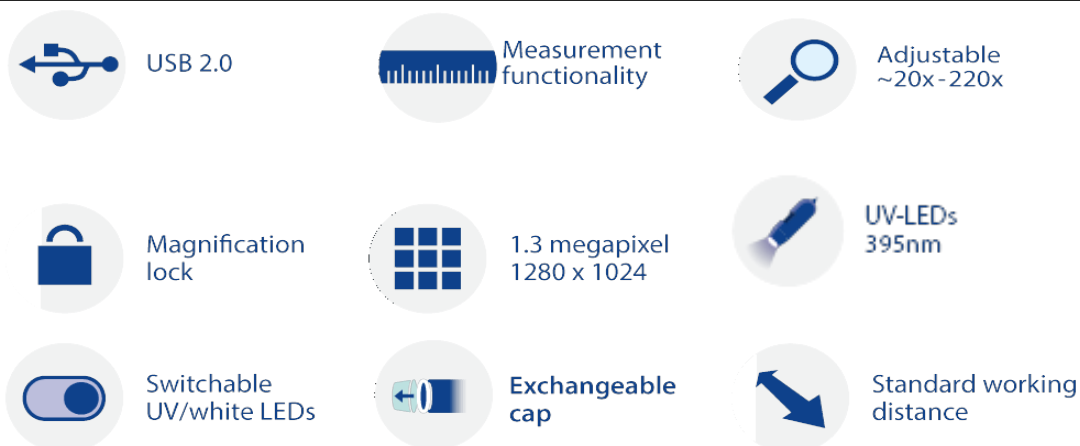 USB 2.0
Measurement
functionality
Adjustable
~20x-220x
Magnification
lock
1.3 megapixel
1280 x 1024
UV-LEDs
395nm
Switchable
UV/white LEDs
Exchangeable
cap
Standard working
distance